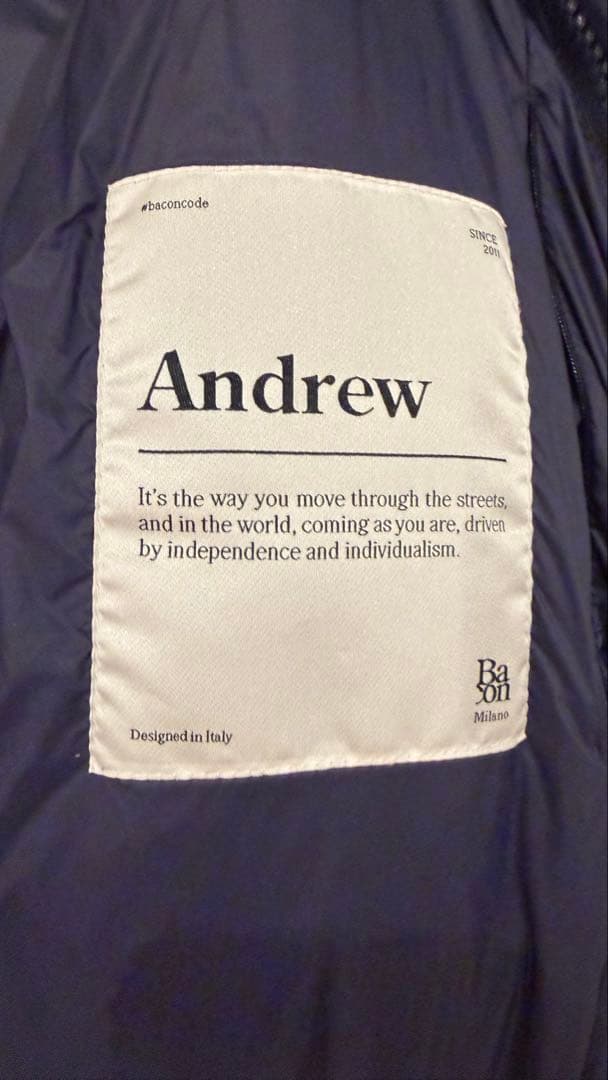 #baconcode
SINCE
2011
Andrew
It's the way you move through the streets,
and in the world, coming as you are, driven
by independence and individualism.
Ba
con
Milano
Designed in Italy